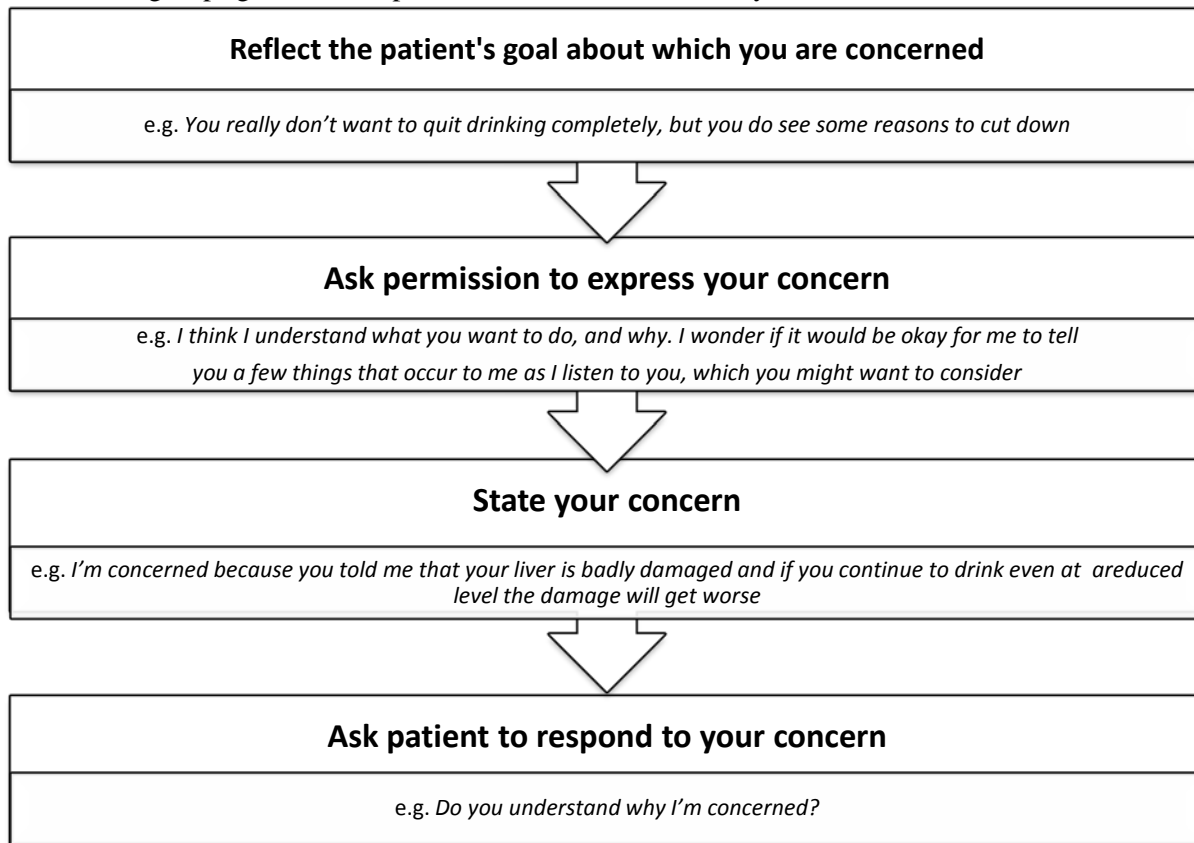 Reflect the patient's goal about which you are concerned
e.g. You really don’t want to quit drinking completely, but you do see some reasons to cut down
Ask permission to express your concern
e.g. I think I understand what you want to do, and why. I wonder if it would be okay for me to tell
you a few things that occur to me as I listen to you, which you might want to consider
State your concern
e.g. I’m concerned because you told me that your liver is badly damaged and if you continue to drink even at areduced
level the damage will get worse
Ask patient to respond to your concern
e.g. Do you understand why I’m concerned?